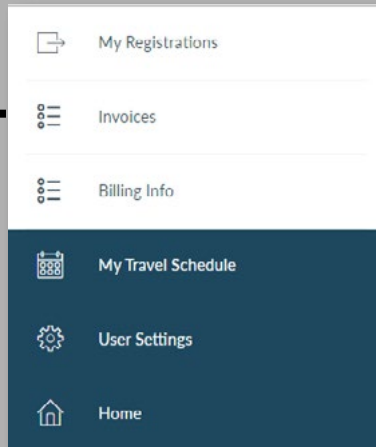 My Registrations
Invoices
Billing Info
My Travel Schedule
User Settings
Home